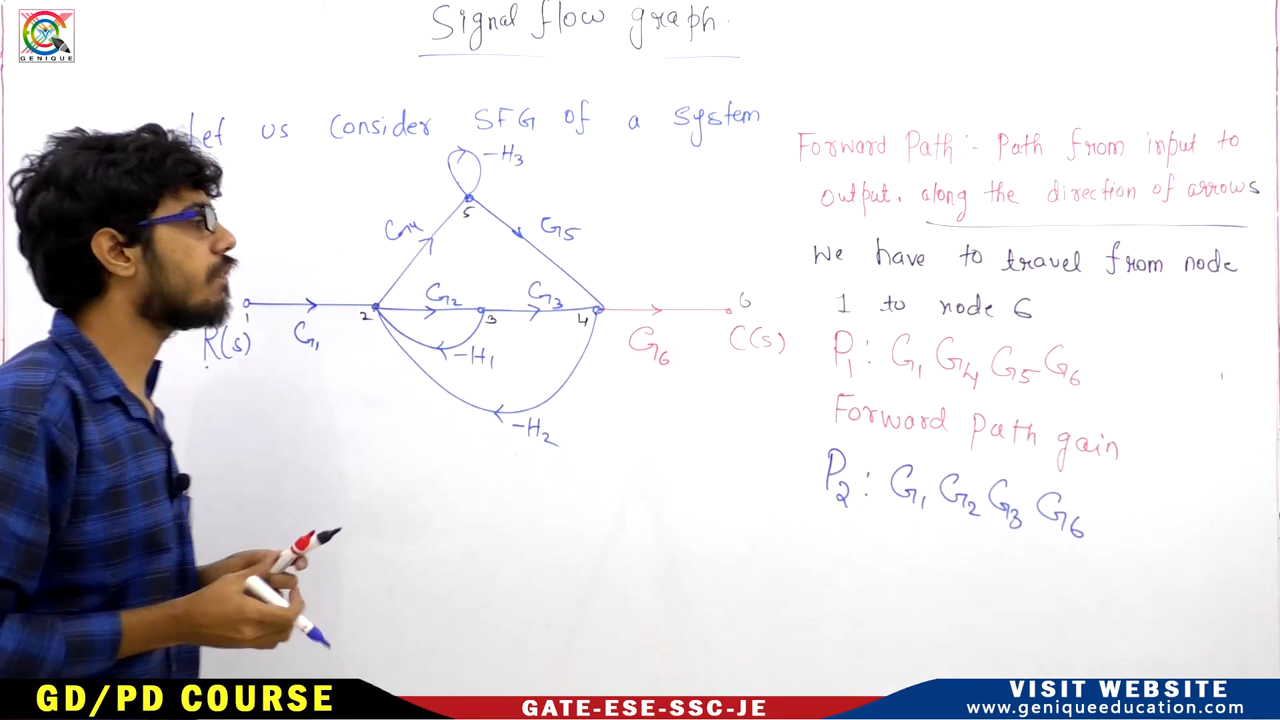 GENIQUE
Signal flow graph
Let us Consider SFG of a system
-H3
5
G4
G5
G2
G3
1
2
3
4
6
R(s)
G1
-H1
G6
C(s)
-H2
Forward Path :- Path from input to
output, along the direction of arrows
We have to travel from node
1 to node 6
P1 : G1 G4 G5 G6
Forward Path gain
P2 : G1 G2 G3 G6
GD/PD COURSE
GATE-ESE-SSC-JE
VISIT WEBSITE
www.geniqueeducation.com